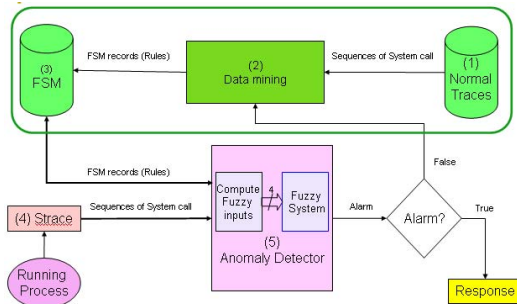 (3)
FSM
FSM records (Rules)
(2)
Data mining
Sequences of System call
(1)
Normal
Traces
False
FSM records (Rules)
4
Compute
Fuzzy
inputs
Fuzzy
System
(4) Strace
Sequences of System call
Alarm
Alarm?
True
(5)
Anomaly Detector
Running
Process
Response